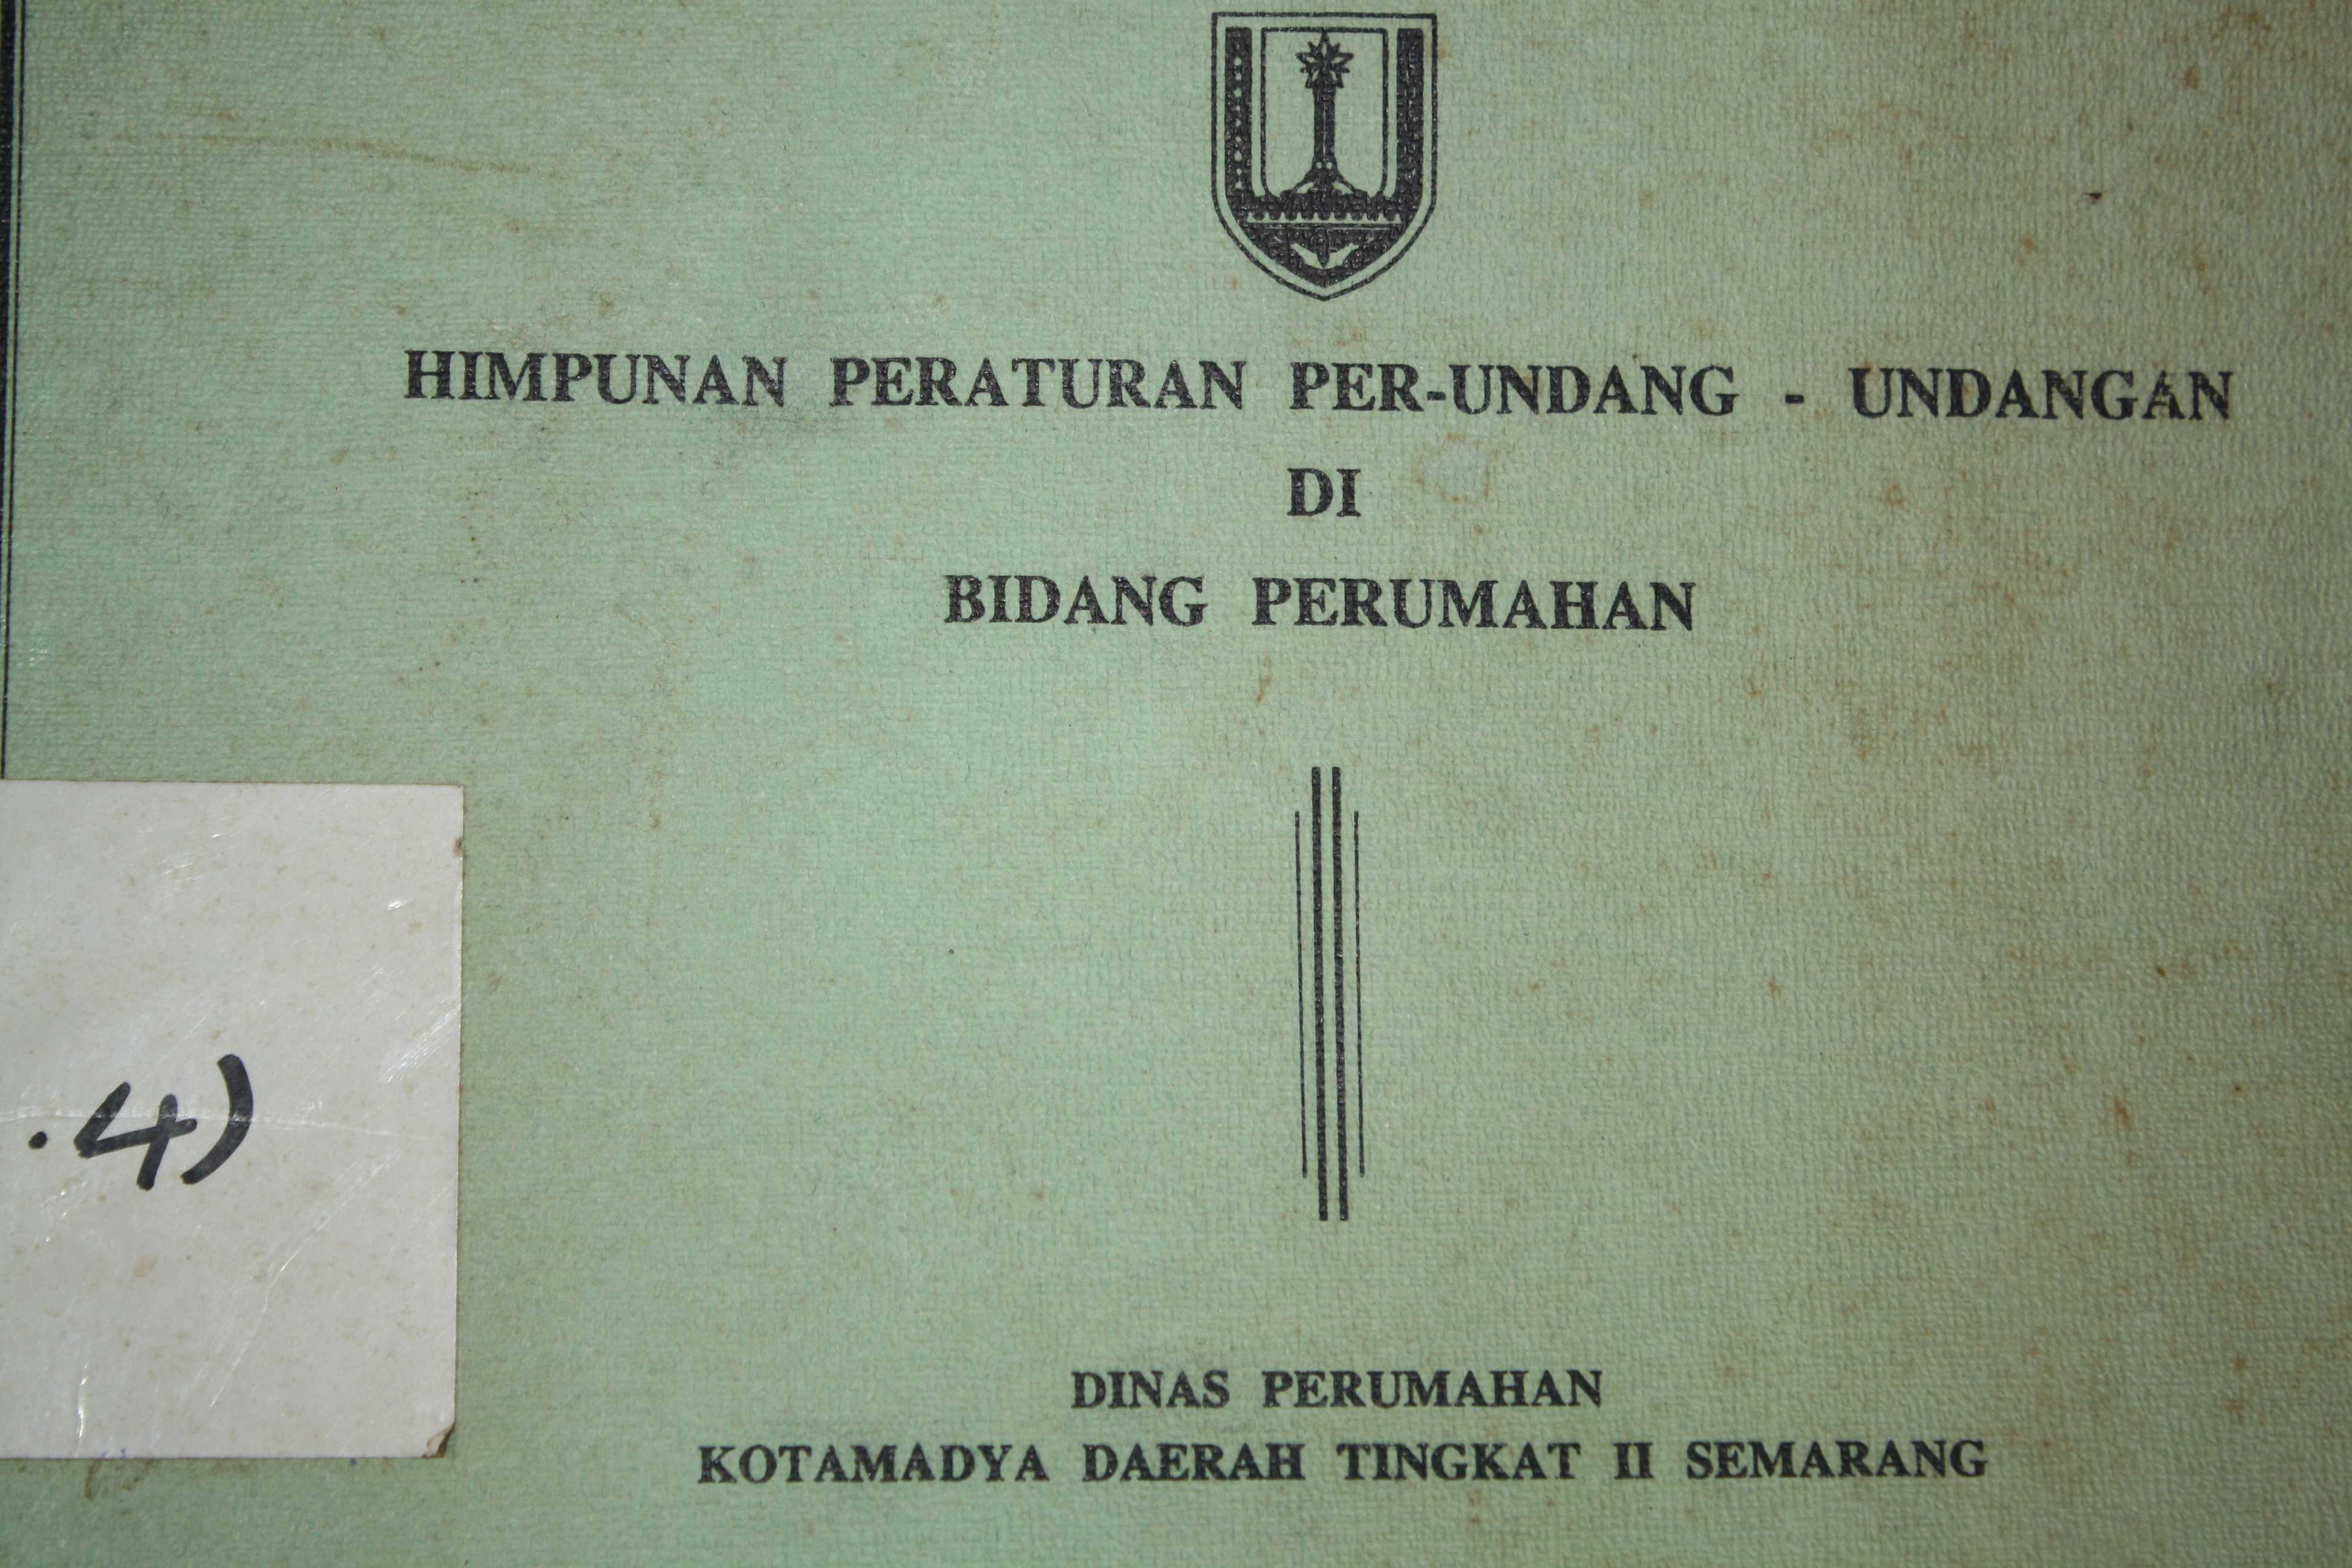 HIMPUNAN PERATURAN PER-UNDANG - UNDANGAN
DI
BIDANG PERUMAHAN
.4)
DINAS PERUMAHAN
KOTAMADYA DAERAH TINGKAT II SEMARANG